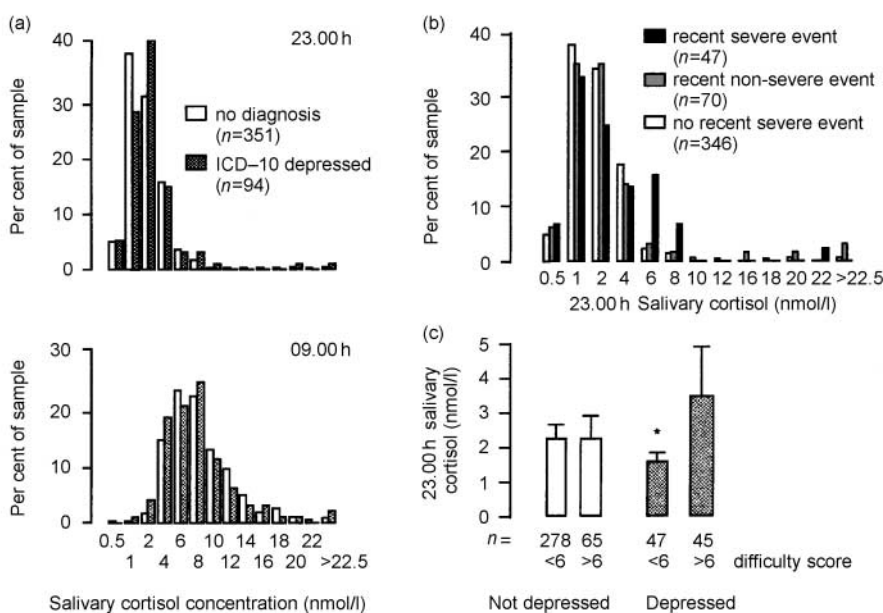 (a)
40
30
20
10
0
Per cent of sample
23.00 h
no diagnosis
(n=351)
ICD–10 depressed
(n=94)
30
20
10
0
Per cent of sample
09.00 h
0.5 2 6 10 14 18 22
1 4 8 12 16 20 >22.5
Salivary cortisol concentration (nmol/l)
(b)
40
30
20
10
0
Per cent of sample
recent severe event
(n=47)
recent non-severe event
(n=70)
no recent severe event
(n=346)
0.5 1 2 4 6 8 10 12 16 18 20 22 >22.5
23.00 h Salivary cortisol (nmol/l)
(c)
5
4
3
2
1
0
23.00 h salivary
cortisol (nmol/l)
*
n = 278 65 47 45
<6 >6 <6 >6 difficulty score
Not depressed Depressed